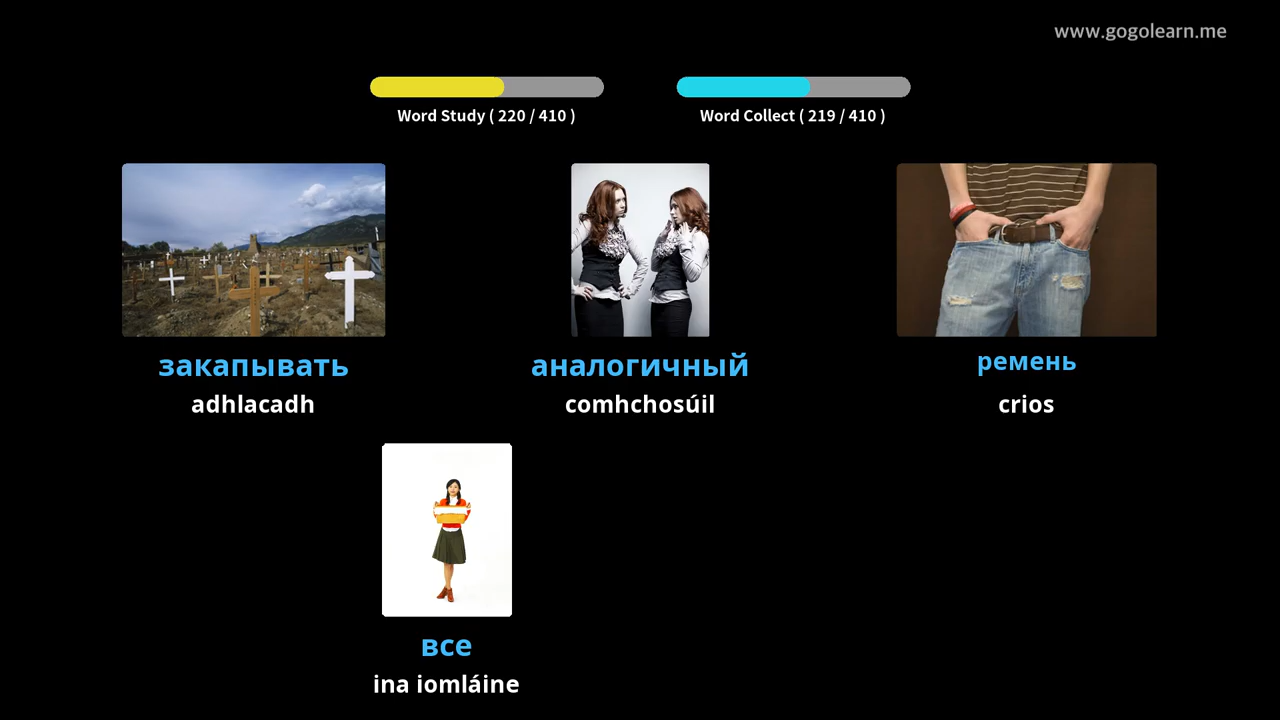 www.gogolearn.me
Word Study ( 220 / 410 )
Word Collect ( 219 / 410 )
закапывать
adhlacadh
аналогичный
comhchosúil
ремень
crios
все
ina iomláine